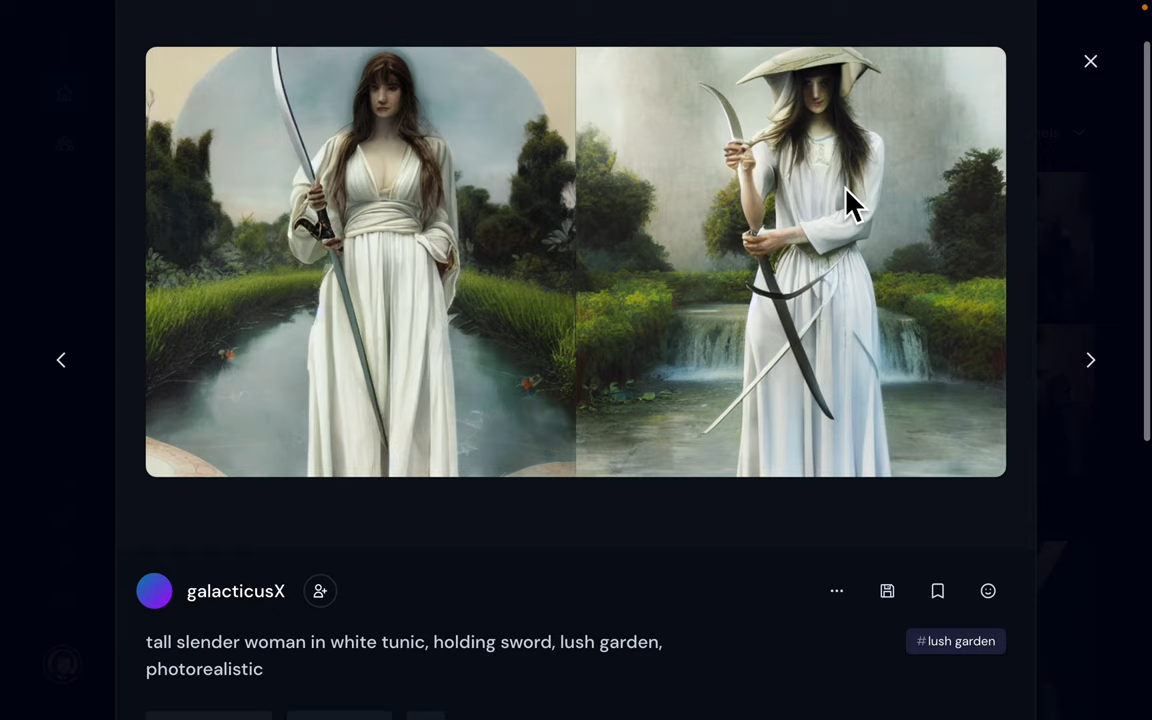 galacticusX
tall slender woman in white tunic, holding sword, lush garden,
photorealistic
#lush garden